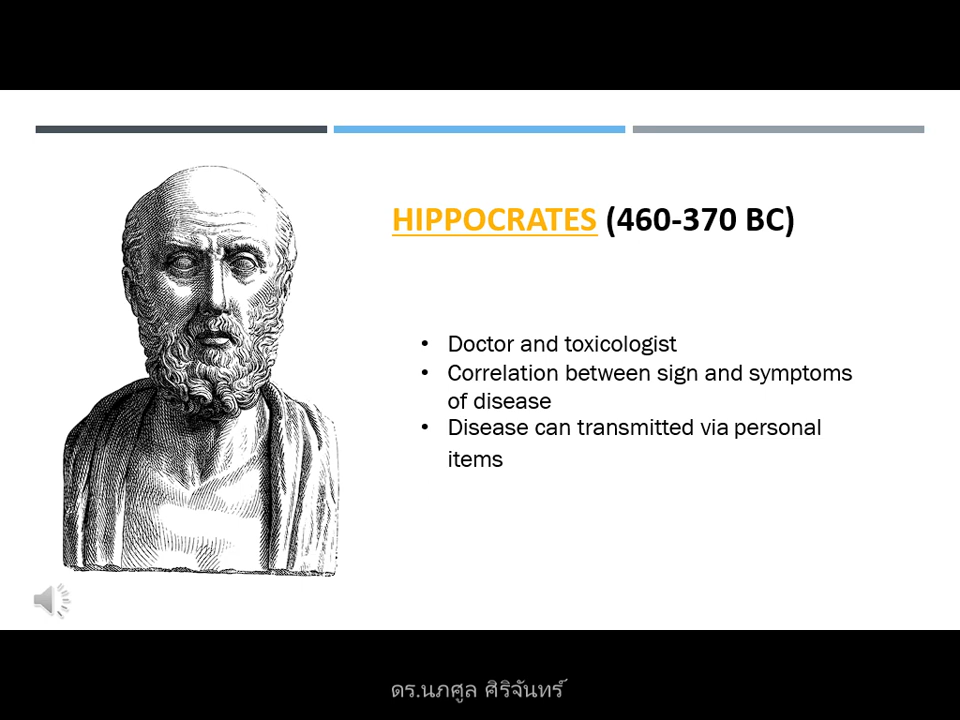 HIPPOCRATES (460-370 BC)
• Doctor and toxicologist
• Correlation between sign and symptoms
of disease
• Disease can transmitted via personal
items
ดร.นภศูล ศิริจันทร์